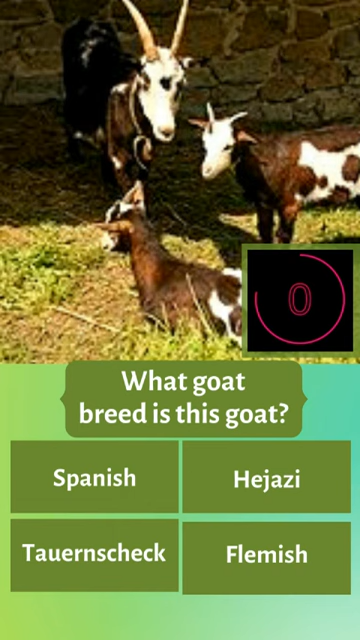 0
What goat
breed is this goat?
Spanish
Hejazi
Tauernscheck
Flemish